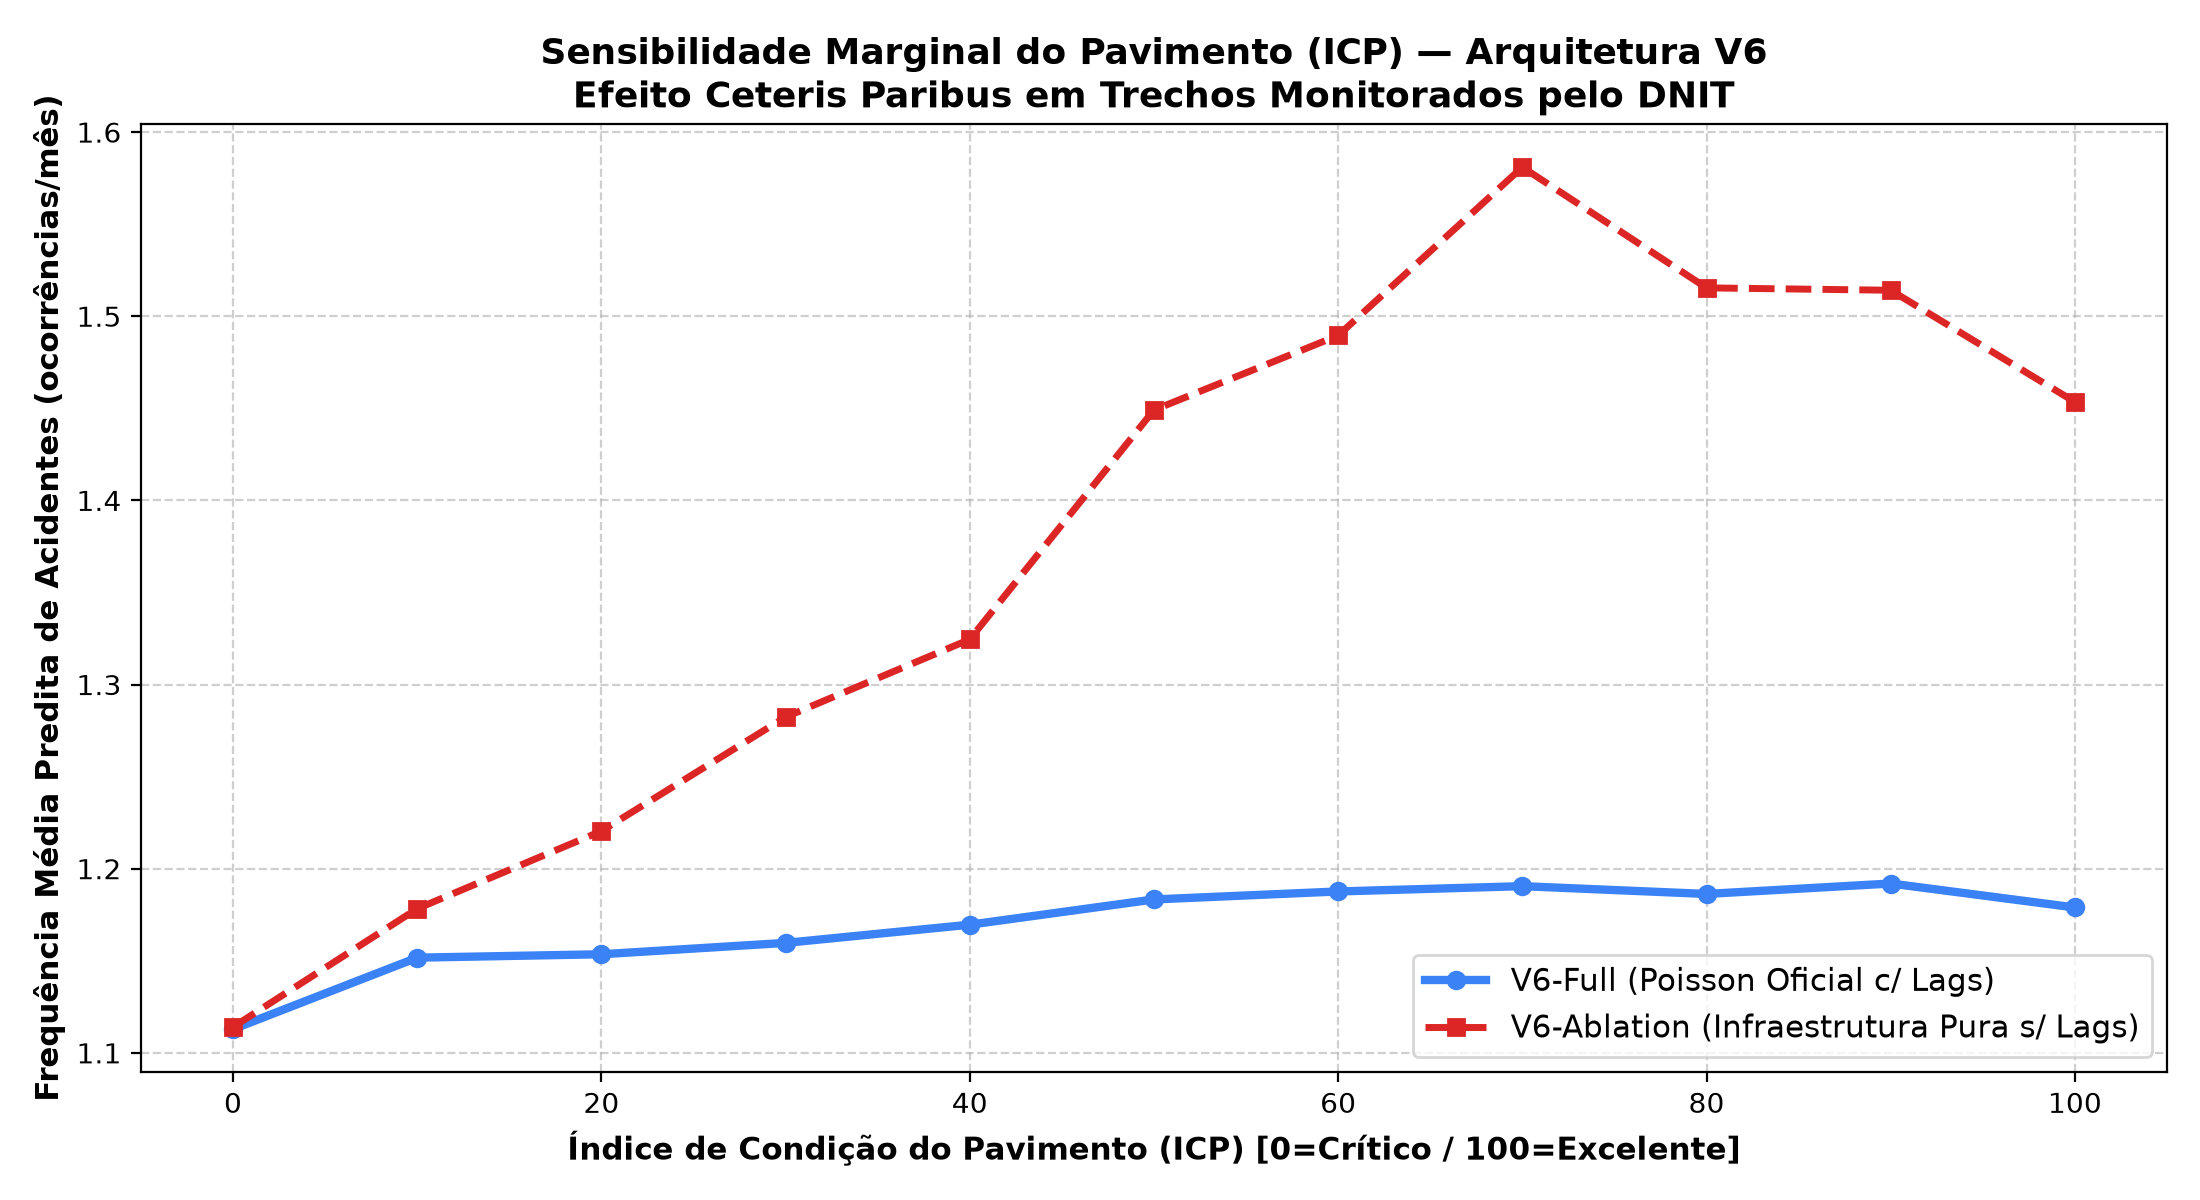 Sensibilidade Marginal do Pavimento (ICP) — Arquitetura V6
Efeito Ceteris Paribus em Trechos Monitorados pelo DNIT
Frequência Média Predita de Acidentes (ocorrências/mês)
1.6
1.5
1.4
1.3
1.2
1.1
V6-Full (Poisson Oficial c/ Lags)
V6-Ablation (Infraestrutura Pura s/ Lags)
0 20 40 60 80 100
Índice de Condição do Pavimento (ICP) [0=Crítico / 100=Excelente]